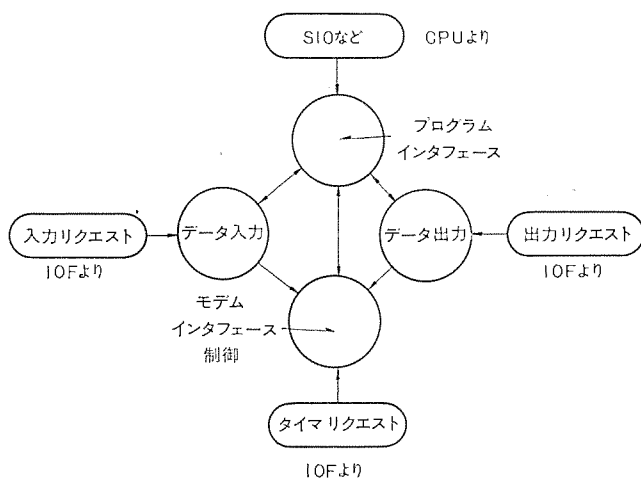 SIOなど
CPUより
プログラム
インタフェース
データ入力
データ出力
入力リクエスト
IOFより
出力リクエスト
IOFより
モデム
インタフェース
制御
タイマリクエスト
IOFより